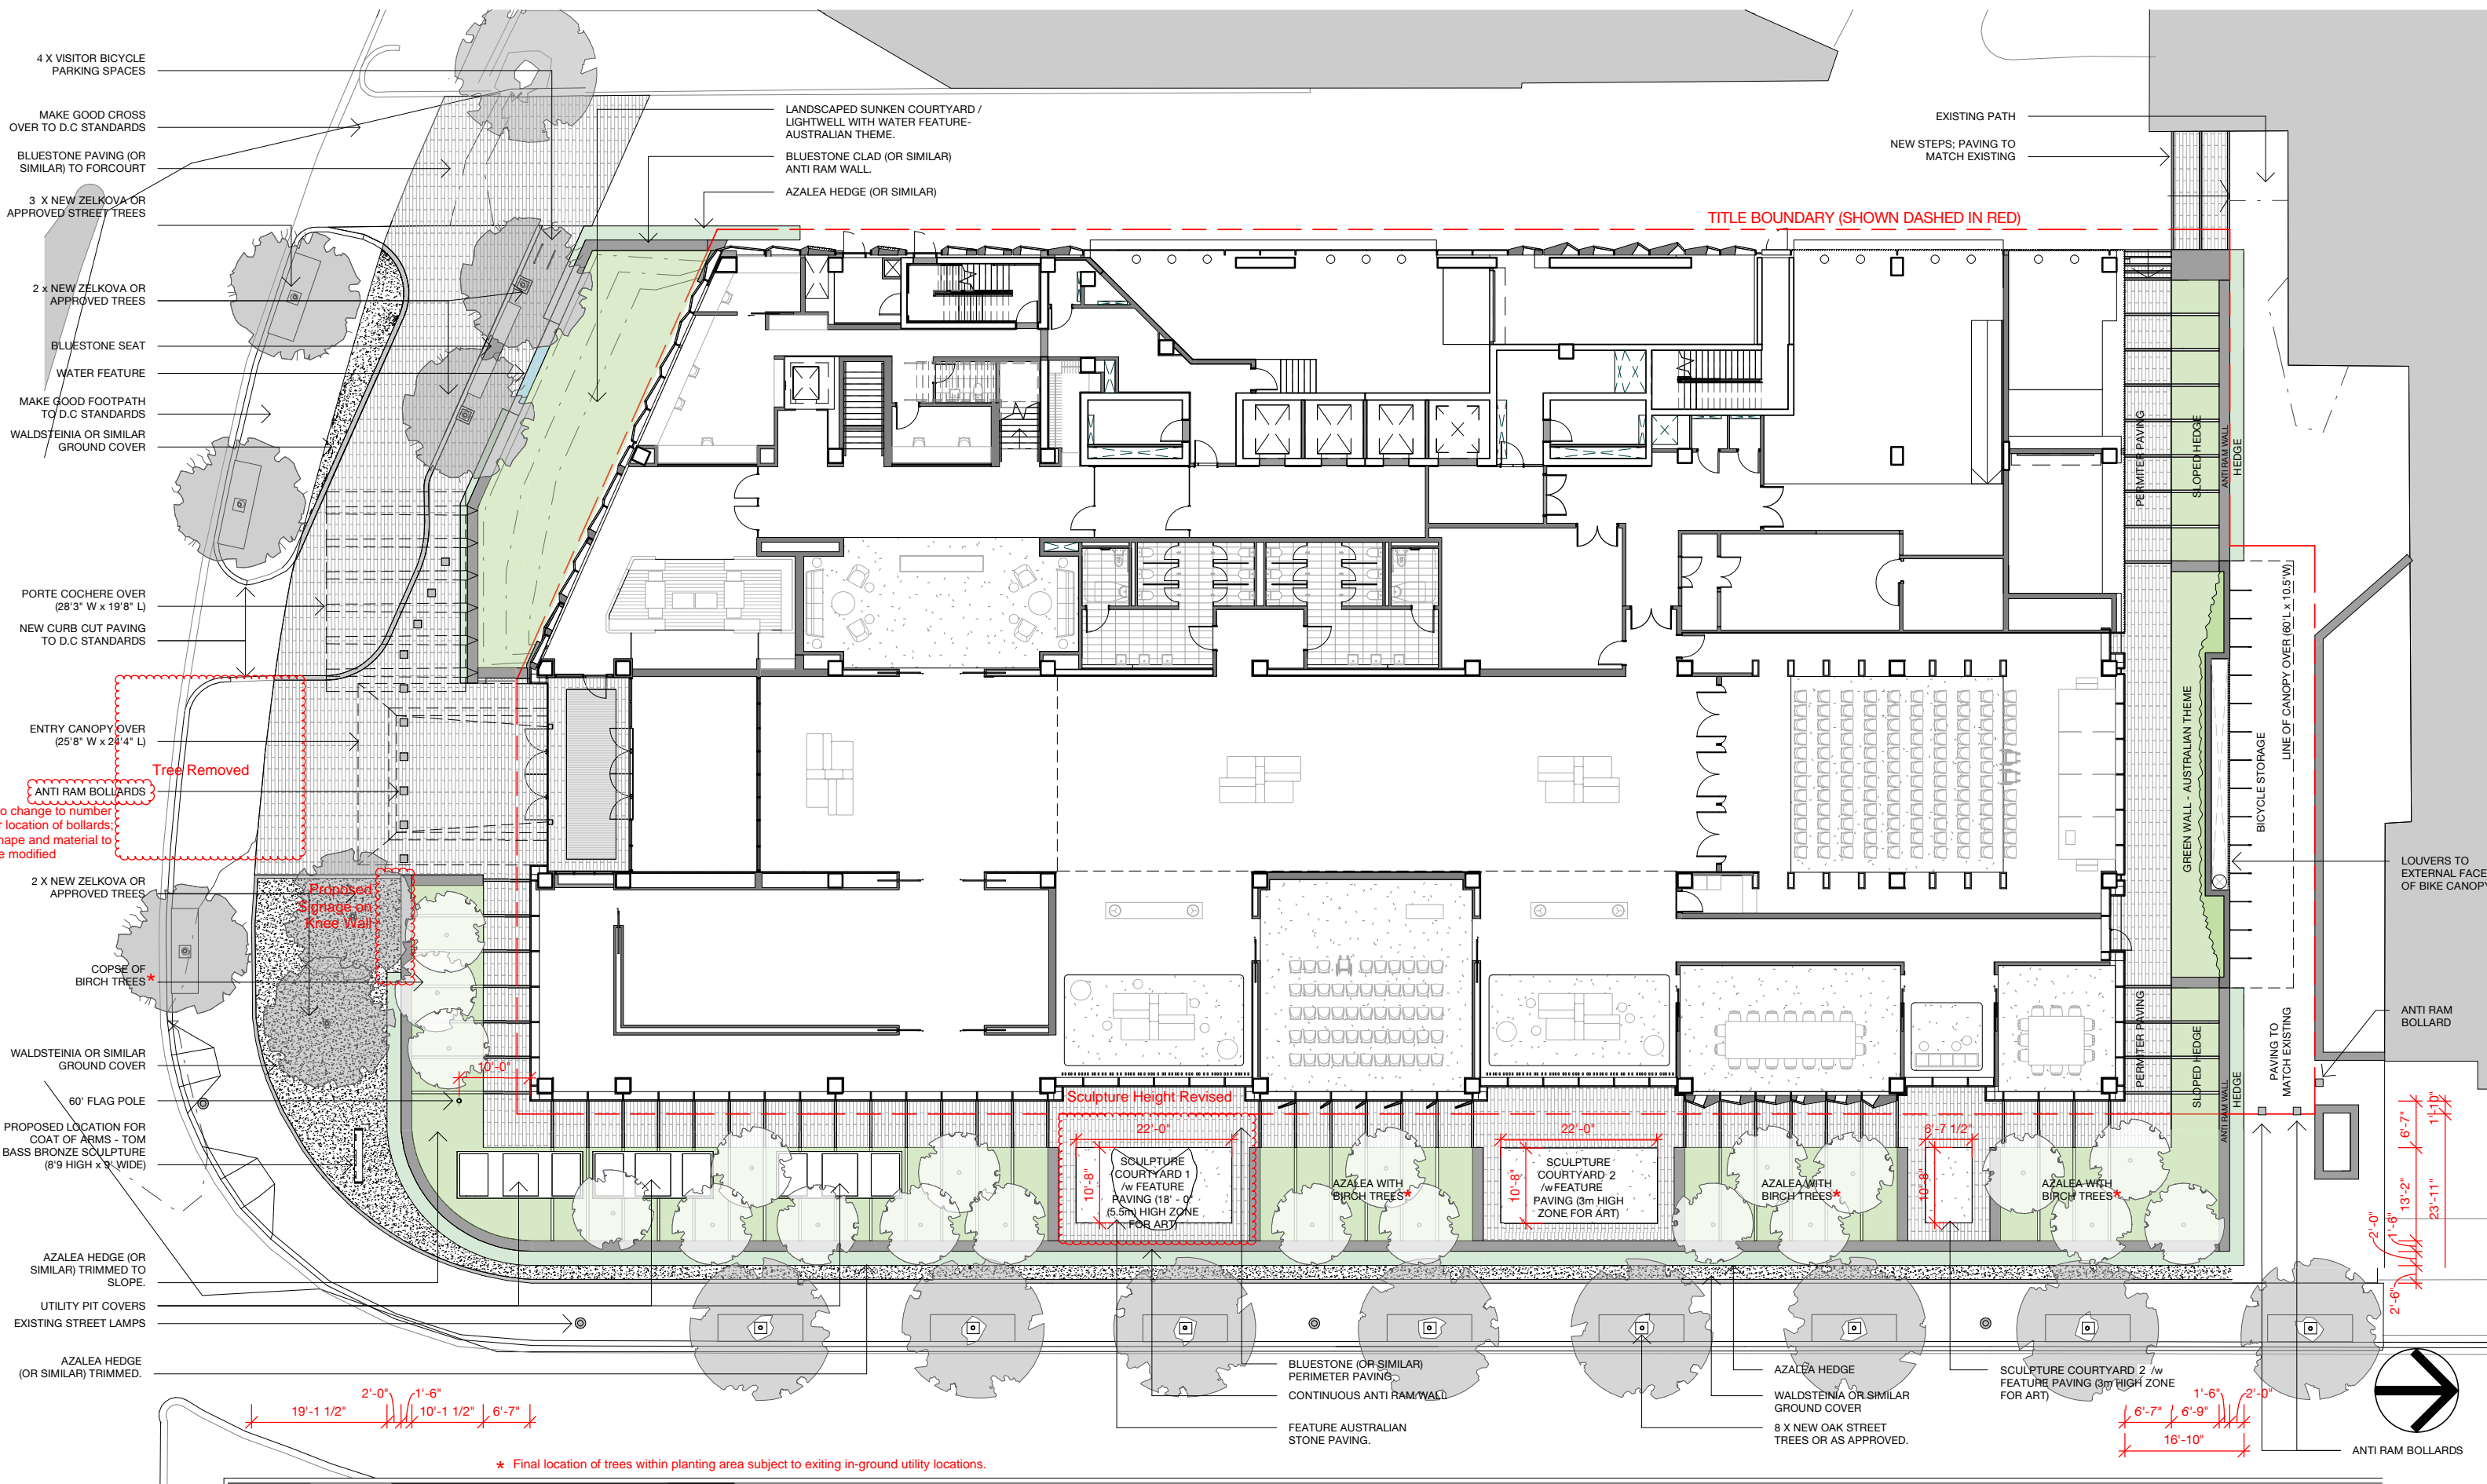 4 X VISITOR BICYCLE
PARKING SPACES
MAKE GOOD CROSS
OVER TO D.C STANDARDS
BLUESTONE PAVING (OR
SIMILAR) TO FORCOURT
3 X NEW ZELKOVA OR
APPROVED STREET TREES
2 x NEW ZELKOVA OR
APPROVED TREES
BLUESTONE SEAT
WATER FEATURE
MAKE GOOD FOOTPATH
TO D.C STANDARDS
WALDSTEINIA OR SIMILAR
GROUND COVER
PORTE COCHERE OVER
(28'3" W x 19'8" L)
NEW CURB CUT PAVING
TO D.C STANDARDS
ENTRY CANOPY OVER
(25'8" W x 24'4" L)
Tree Removed
ANTI RAM BOLLARDS
o change to number
r location of bollards;
hape and material to
e modified
2 X NEW ZELKOVA OR
APPROVED TREES
Proposed
Signage on
Knee Wall
COPSE OF
BIRCH TREES *
WALDSTEINIA OR SIMILAR
GROUND COVER
10'-0"
60' FLAG POLE
PROPOSED LOCATION FOR
COAT OF ARMS - TOM
BASS BRONZE SCULPTURE
(8'9 HIGH x 9' WIDE)
AZALEA HEDGE (OR
SIMILAR) TRIMMED TO
SLOPE.
UTILITY PIT COVERS
EXISTING STREET LAMPS
AZALEA HEDGE
(OR SIMILAR) TRIMMED.
LANDSCAPED SUNKEN COURTYARD /
LIGHTWELL WITH WATER FEATURE-
AUSTRALIAN THEME.
BLUESTONE CLAD (OR SIMILAR)
ANTI RAM WALL.
AZALEA HEDGE (OR SIMILAR)
TITLE BOUNDARY (SHOWN DASHED IN RED)
EXISTING PATH
NEW STEPS; PAVING TO
MATCH EXISTING
PERMITER PAVING
SLOPED HEDGE
ANTI RAM WALL
HEDGE
GREEN WALL - AUSTRALIAN THEME
BICYCLE STORAGE
LINE OF CANOPY OVER (60'L x 10.5'W)
LOUVERS TO
EXTERNAL FACE
OF BIKE CANOPY
ANTI RAM
BOLLARD
PERMITER PAVING
SLOPED HEDGE
ANTI RAM WALL
HEDGE
PAVING TO
MATCH EXISTING
Sculpture Height Revised
22'-0"
10'-8"
SCULPTURE
COURTYARD 1
/w FEATURE
PAVING (18' - 0"
(5.5m) HIGH ZONE
FOR ART)
AZALEA WITH
BIRCH TREES*
22'-0"
10'-8"
SCULPTURE
COURTYARD 2
/w FEATURE
PAVING (3m HIGH
ZONE FOR ART)
AZALEA WITH
BIRCH TREES*
6'-7 1/2"
10'-8"
AZALEA WITH
BIRCH TREES*
6'-7"
1'-10"
13'-2"
23'-11"
2'-0"
1'-6"
2'-6"
BLUESTONE (OR SIMILAR)
PERIMETER PAVING.
CONTINUOUS ANTI RAM WALL
FEATURE AUSTRALIAN
STONE PAVING.
AZALEA HEDGE
WALDSTEINIA OR SIMILAR
GROUND COVER
8 X NEW OAK STREET
TREES OR AS APPROVED.
SCULPTURE COURTYARD 2 /w
FEATURE PAVING (3m HIGH ZONE
FOR ART)
1'-6"
2'-0"
6'-7"
6'-9"
16'-10"
ANTI RAM BOLLARDS
2'-0"
1'-6"
19'-1 1/2"
10'-1 1/2"
6'-7"
* Final location of trees within planting area subject to exiting in-ground utility locations.